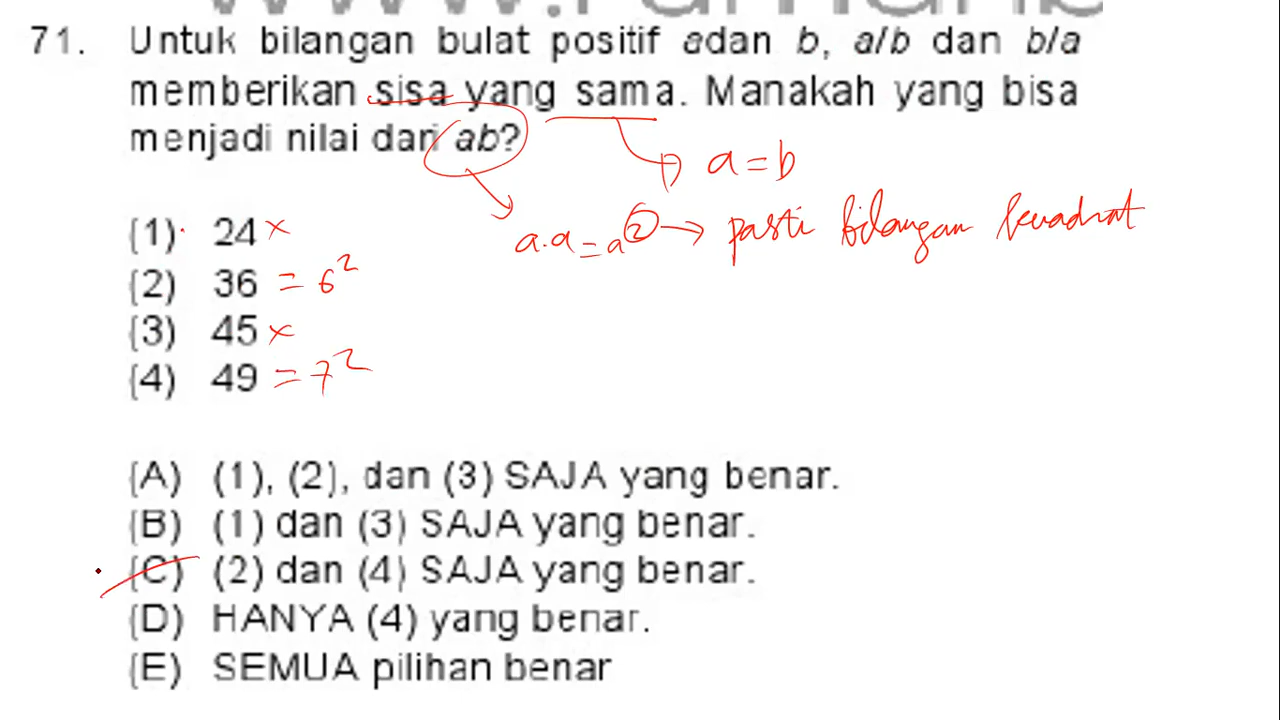 71. Untuk bilangan bulat positif adan b, a/b dan b/a
memberikan sisa yang sama. Manakah yang bisa
menjadi nilai dari ab?
a = b
a.a = a² → pasti bilangan kuadrat
(1) 24 ×
(2) 36 = 6²
(3) 45 ×
(4) 49 = 7²
(A) (1), (2), dan (3) SAJA yang benar.
(B) (1) dan (3) SAJA yang benar.
(C) (2) dan (4) SAJA yang benar.
(D) HANYA (4) yang benar.
(E) SEMUA pilihan benar